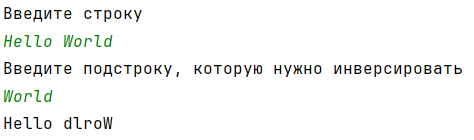 Введите строку
Hello World
Введите подстроку, которую нужно инверсировать
World
Hello dlroW